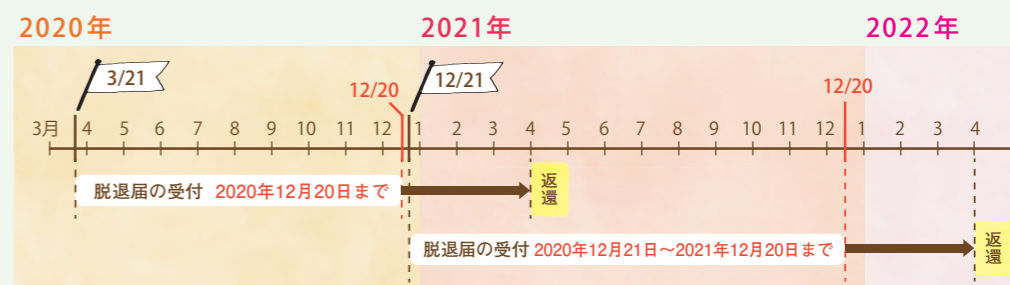 2020年 2021年 2022年
3/21 12/20 12/21 12/20
3月 4 5 6 7 8 9 10 11 12 1 2 3 4 5 6 7 8 9 10 11 12 1 2 3 4
脱退届の受付 2020年12月20日まで 返還
脱退届の受付 2020年12月21日〜2021年12月20日まで 返還